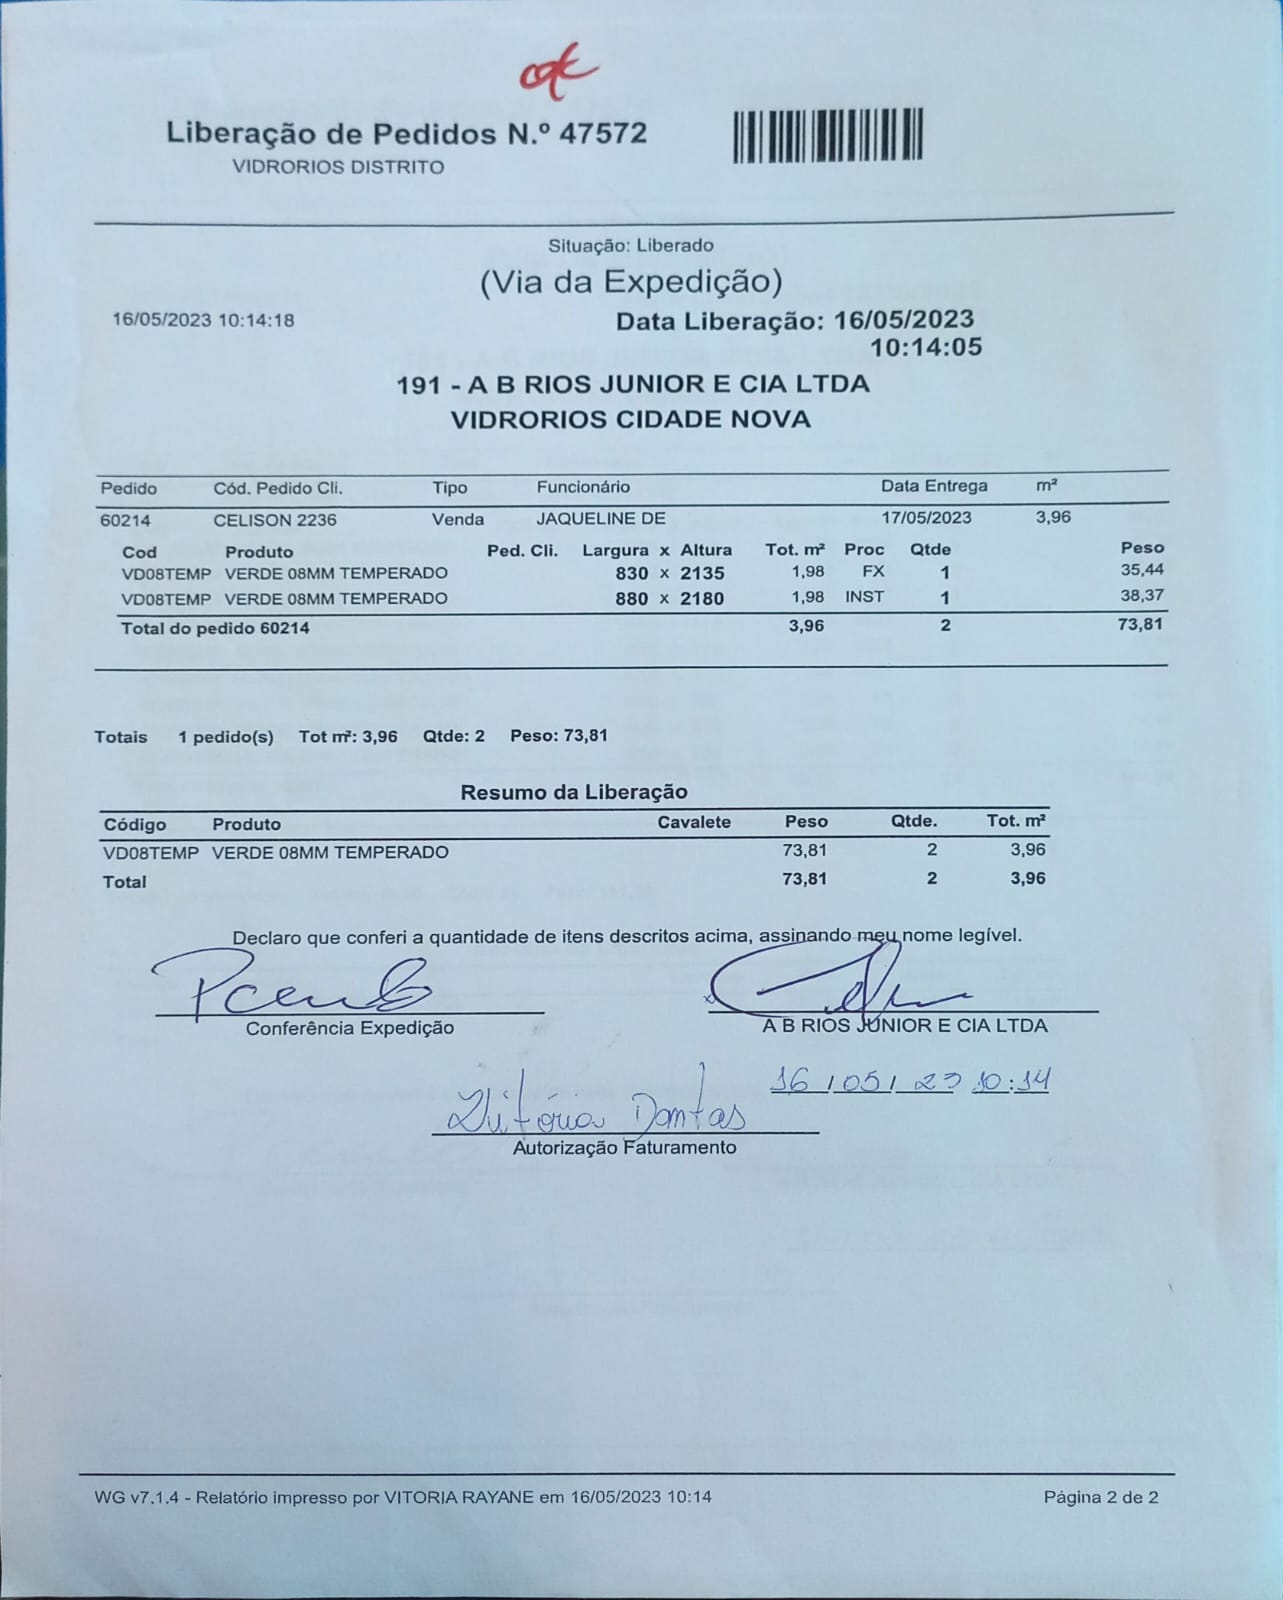 Liberação de Pedidos N.º 47572
VIDRORIOS DISTRITO
Situação: Liberado
(Via da Expedição)
16/05/2023 10:14:18 Data Liberação: 16/05/2023
10:14:05
191 - A B RIOS JUNIOR E CIA LTDA
VIDRORIOS CIDADE NOVA
Pedido Cód. Pedido Cli. Tipo Funcionário Data Entrega m²
60214 CELISON 2236 Venda JAQUELINE DE 17/05/2023 3,96
Cod Produto Ped. Cli. Largura x Altura Tot. m² Proc Qtde Peso
VD08TEMP VERDE 08MM TEMPERADO 830 x 2135 1,98 FX 1 35,44
VD08TEMP VERDE 08MM TEMPERADO 880 x 2180 1,98 INST 1 38,37
Total do pedido 60214 3,96 2 73,81
Totais 1 pedido(s) Tot m²: 3,96 Qtde: 2 Peso: 73,81
Resumo da Liberação
Código Produto Cavalete Peso Qtde. Tot. m²
VD08TEMP VERDE 08MM TEMPERADO 73,81 2 3,96
Total 73,81 2 3,96
Declaro que conferi a quantidade de itens descritos acima, assinando meu nome legível.
Conferência Expedição A B RIOS JUNIOR E CIA LTDA
16/05/23 10:14
Vitória Dantas
Autorização Faturamento
WG v7.1.4 - Relatório impresso por VITORIA RAYANE em 16/05/2023 10:14 Página 2 de 2